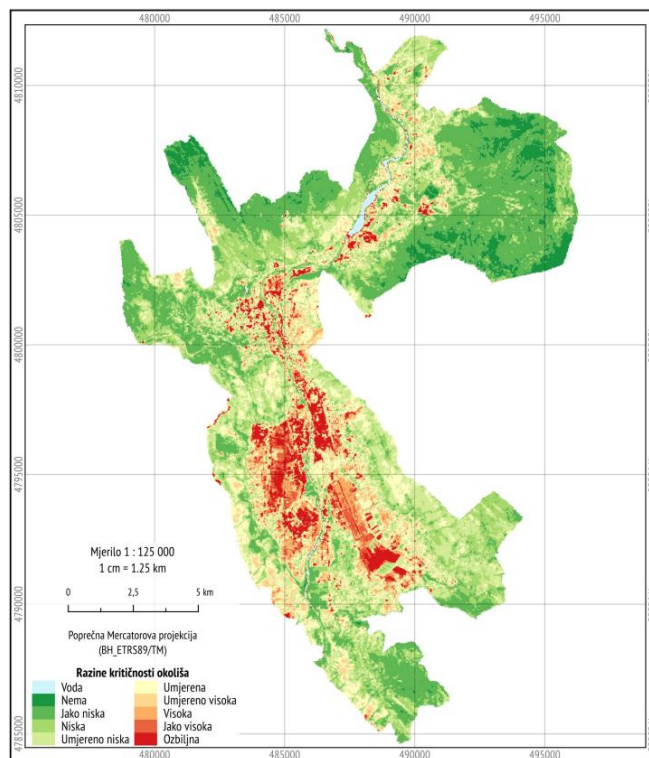 480000 485000 490000 495000
4810000
4805000
4800000
4795000
4790000
4785000
Mjerilo 1 : 125 000
1 cm = 1.25 km
0 2,5 5 km
Poprečna Mercatorova projekcija
(BH_ETRS89/TM)
Razine kritičnosti okoliša
Voda
Nema
Jako niska
Niska
Umjereno niska
Umjerena
Umjereno visoka
Visoka
Jako visoka
Ozbiljna
480000 485000 490000 495000